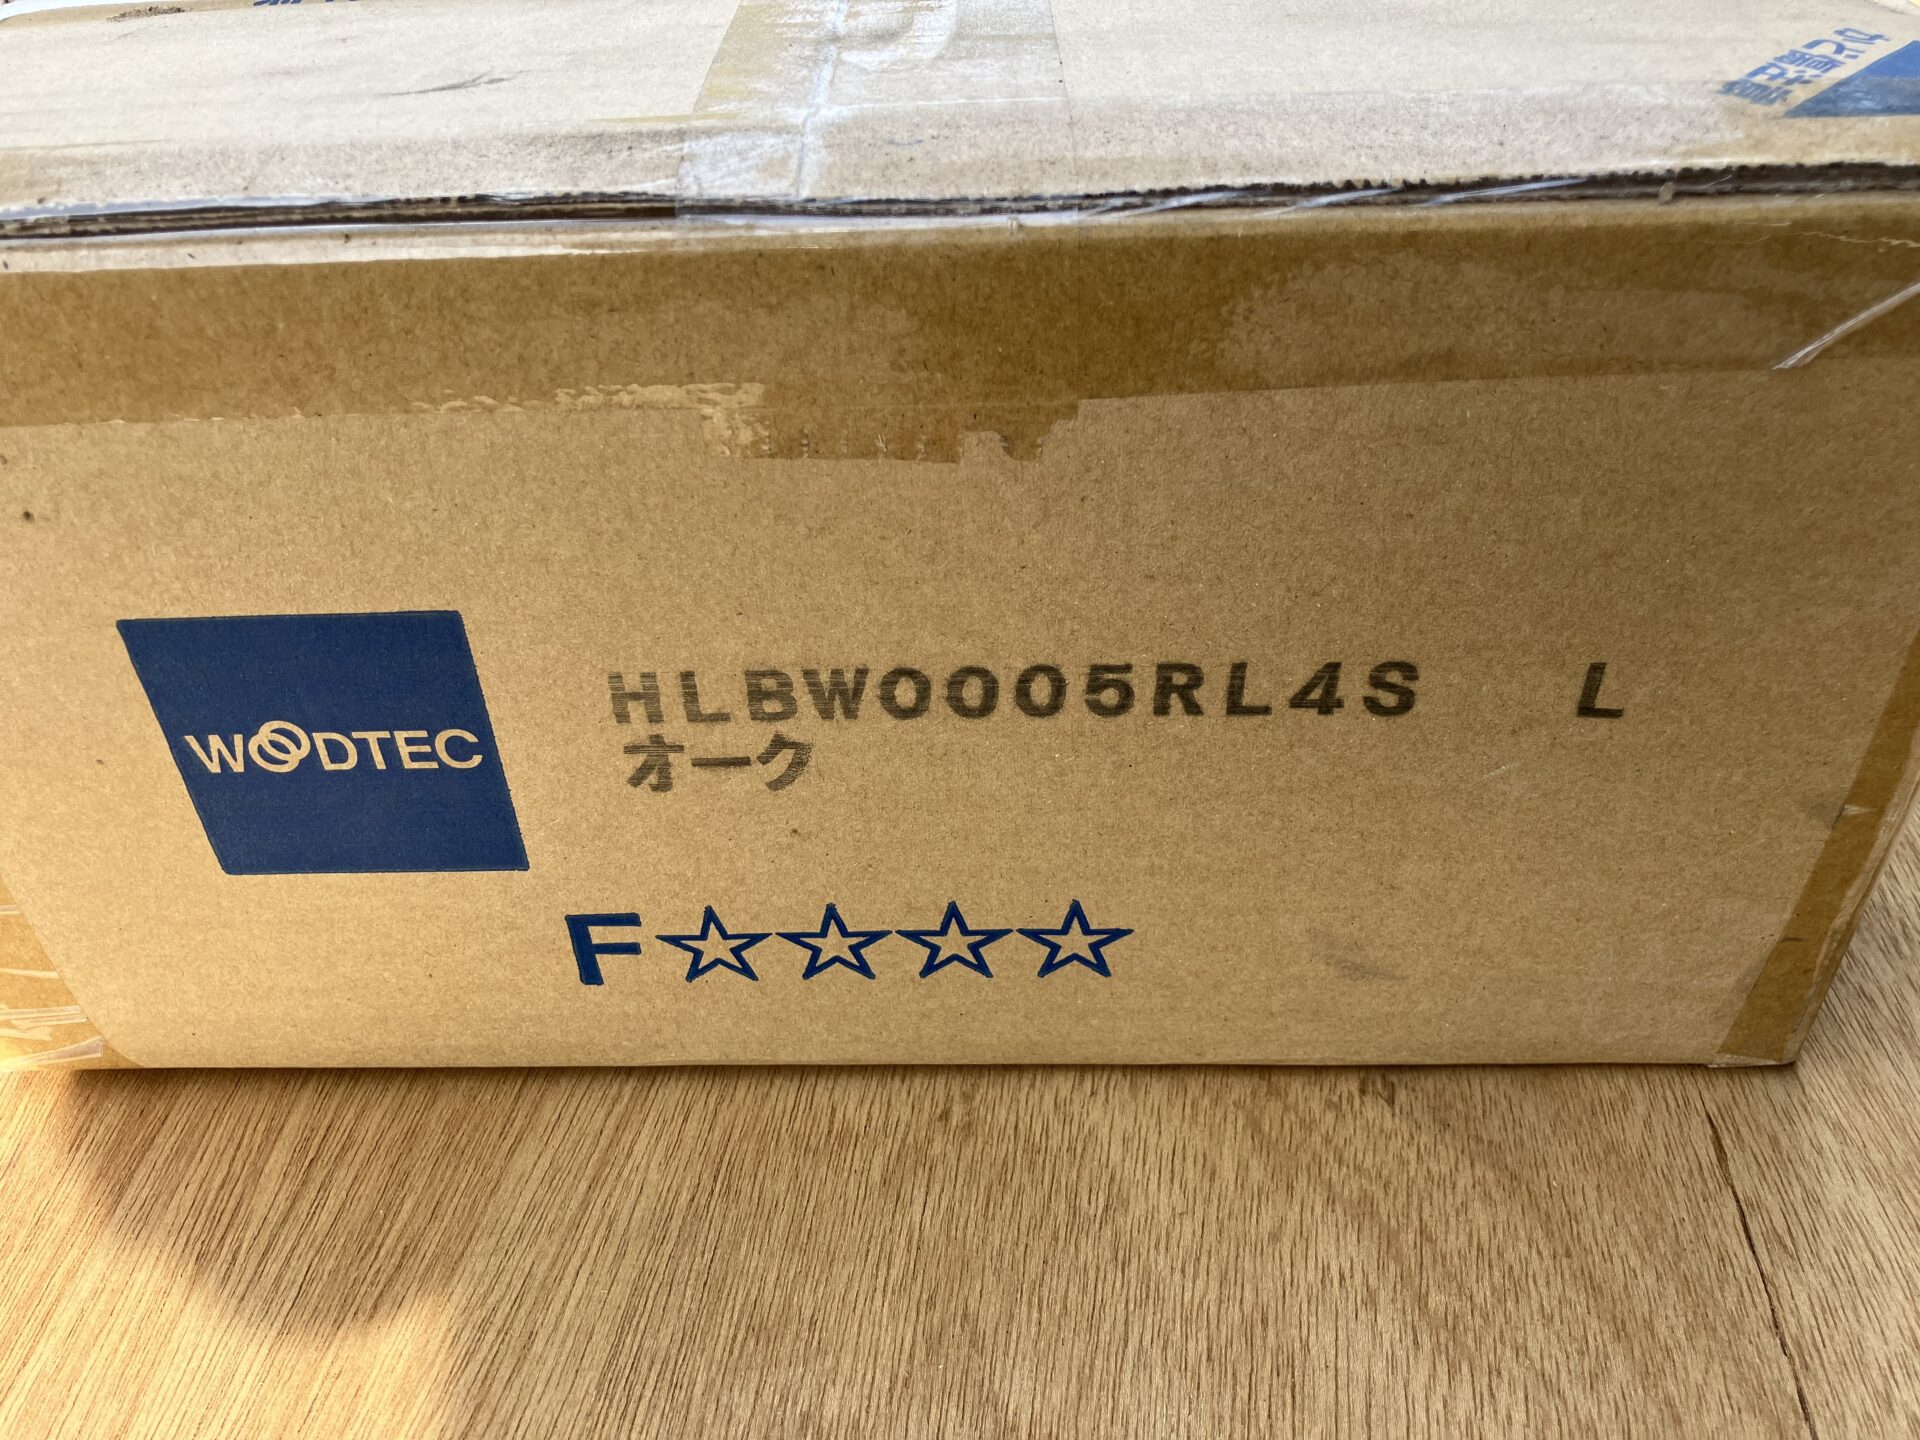 WOODTEC
HLBW0005RL4S L
オーク
F☆☆☆☆